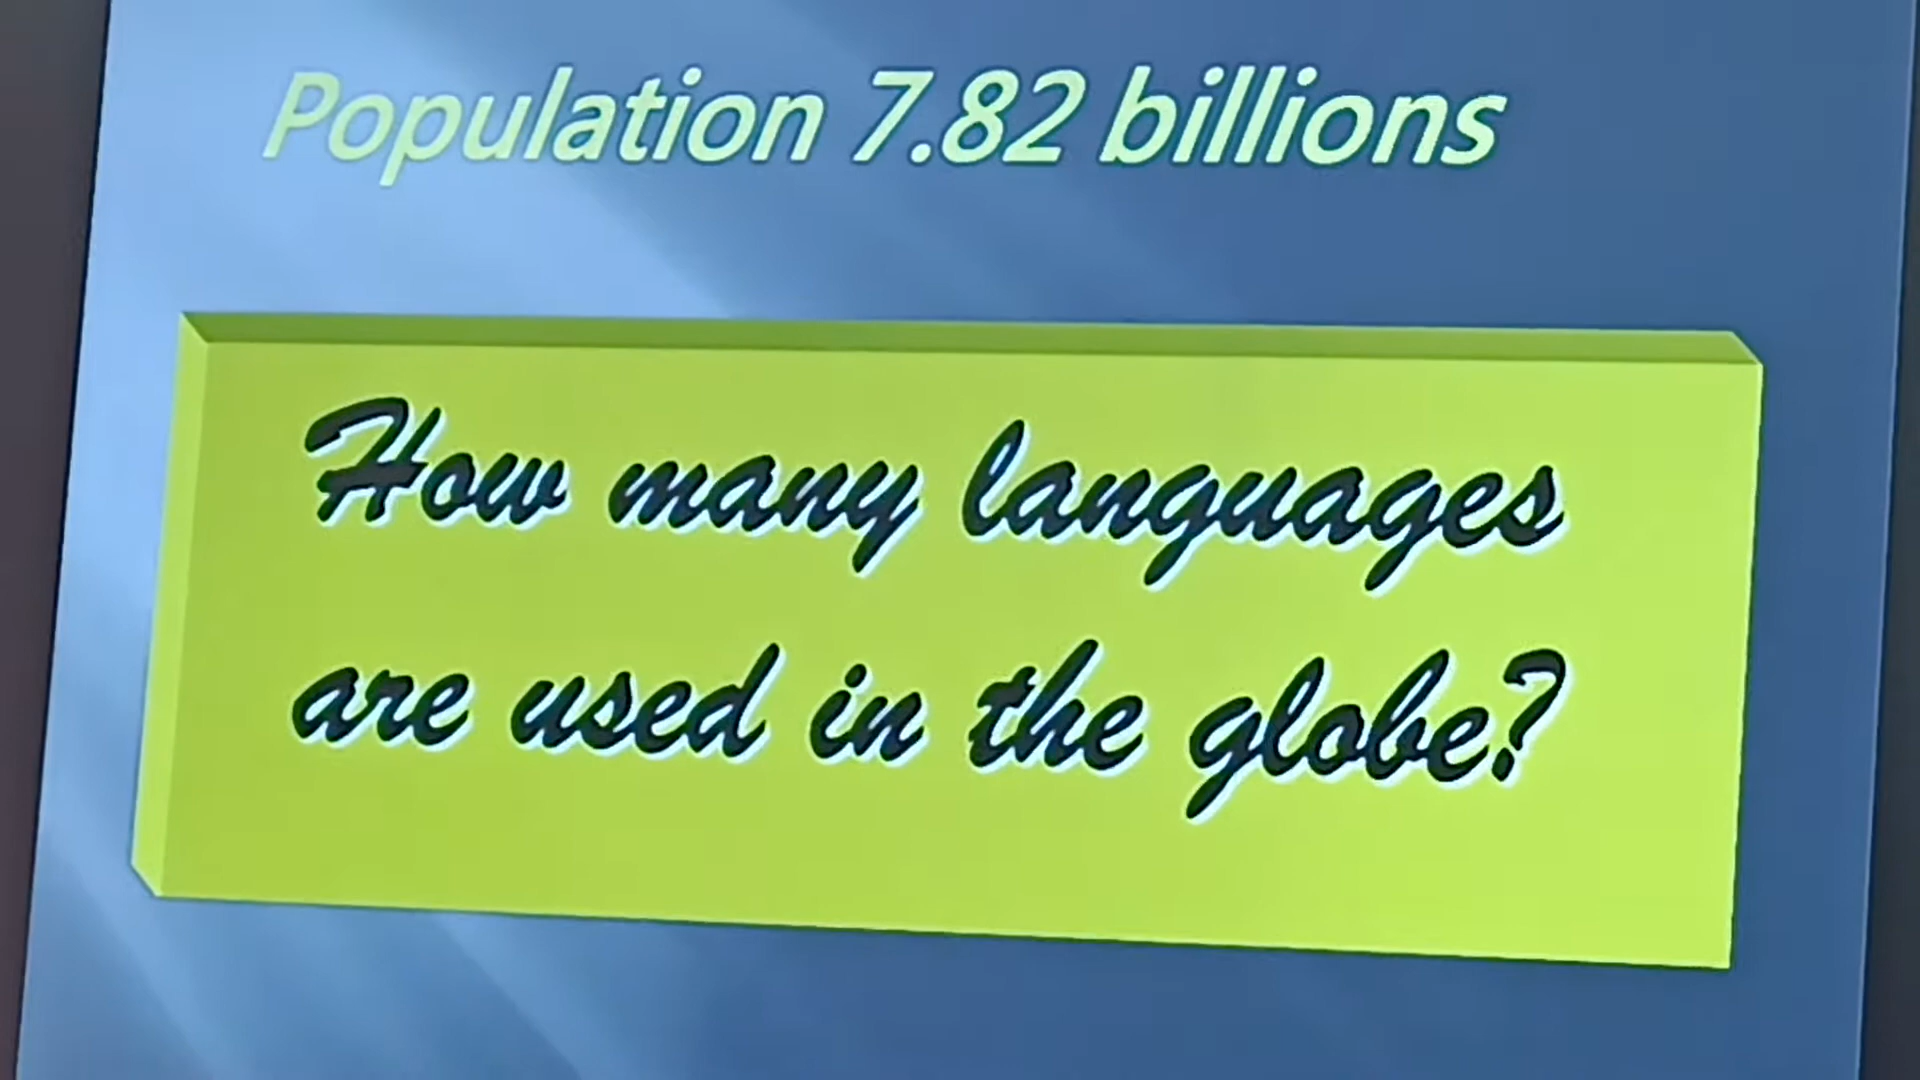 Population 7.82 billions
How many languages
are used in the globe?